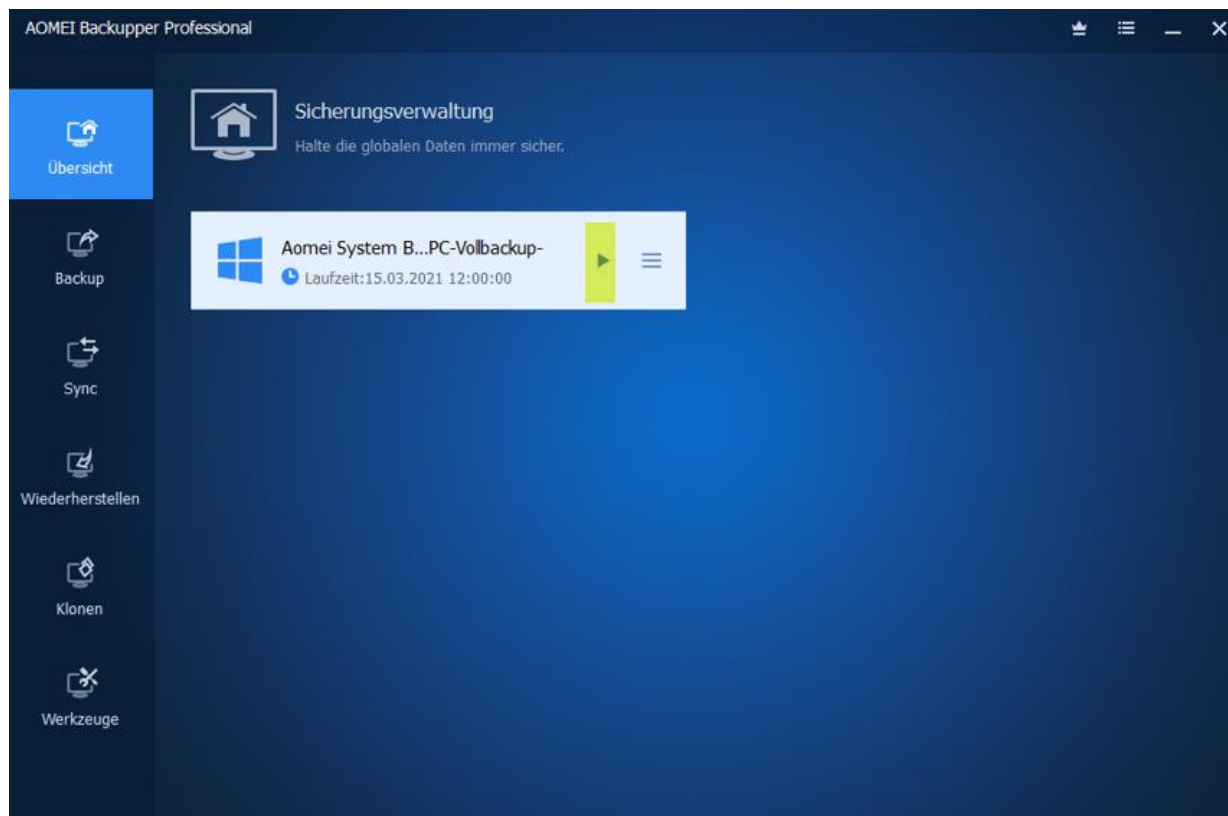 AOMEI Backupper Professional
Sicherungsverwaltung
Halte die globalen Daten immer sicher.
Übersicht
Aomei System B...PC-Vollbackup-
Laufzeit:15.03.2021 12:00:00
Backup
Sync
Wiederherstellen
Klonen
Werkzeuge